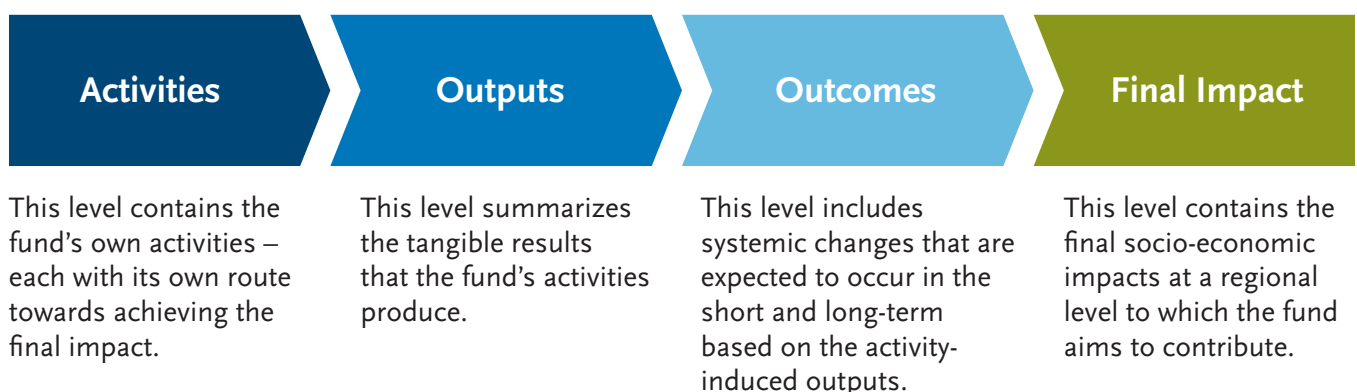 Activities
This level contains the
fund's own activities –
each with its own route
towards achieving the
final impact.
Outputs
This level summarizes
the tangible results
that the fund's activities
produce.
Outcomes
This level includes
systemic changes that are
expected to occur in the
short and long-term
based on the activity-
induced outputs.
Final Impact
This level contains the
final socio-economic
impacts at a regional
level to which the fund
aims to contribute.